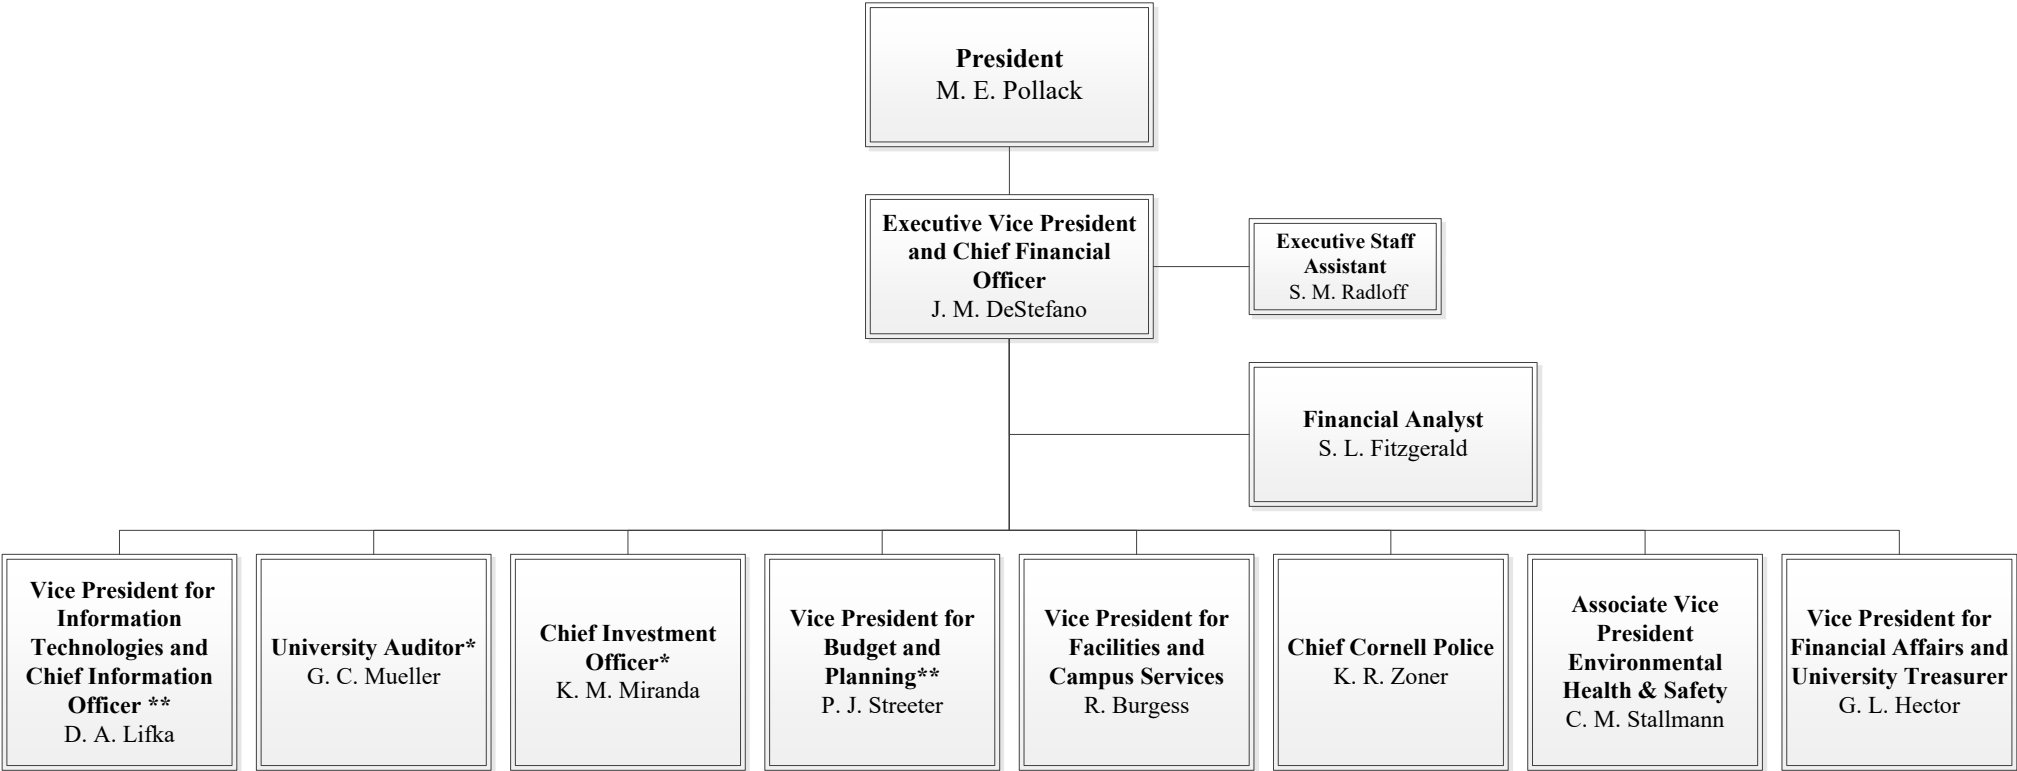 President
M. E. Pollack
Executive Vice President
and Chief Financial
Officer
J. M. DeStefano
Executive Staff
Assistant
S. M. Radloff
Financial Analyst
S. L. Fitzgerald
Vice President for
Information
Technologies and
Chief Information
Officer **
D. A. Lifka
University Auditor*
G. C. Mueller
Chief Investment
Officer*
K. M. Miranda
Vice President for
Budget and
Planning**
P. J. Streeter
Vice President for
Facilities and
Campus Services
R. Burgess
Chief Cornell Police
K. R. Zoner
Associate Vice
President
Environmental
Health & Safety
C. M. Stallmann
Vice President for
Financial Affairs and
University Treasurer
G. L. Hector